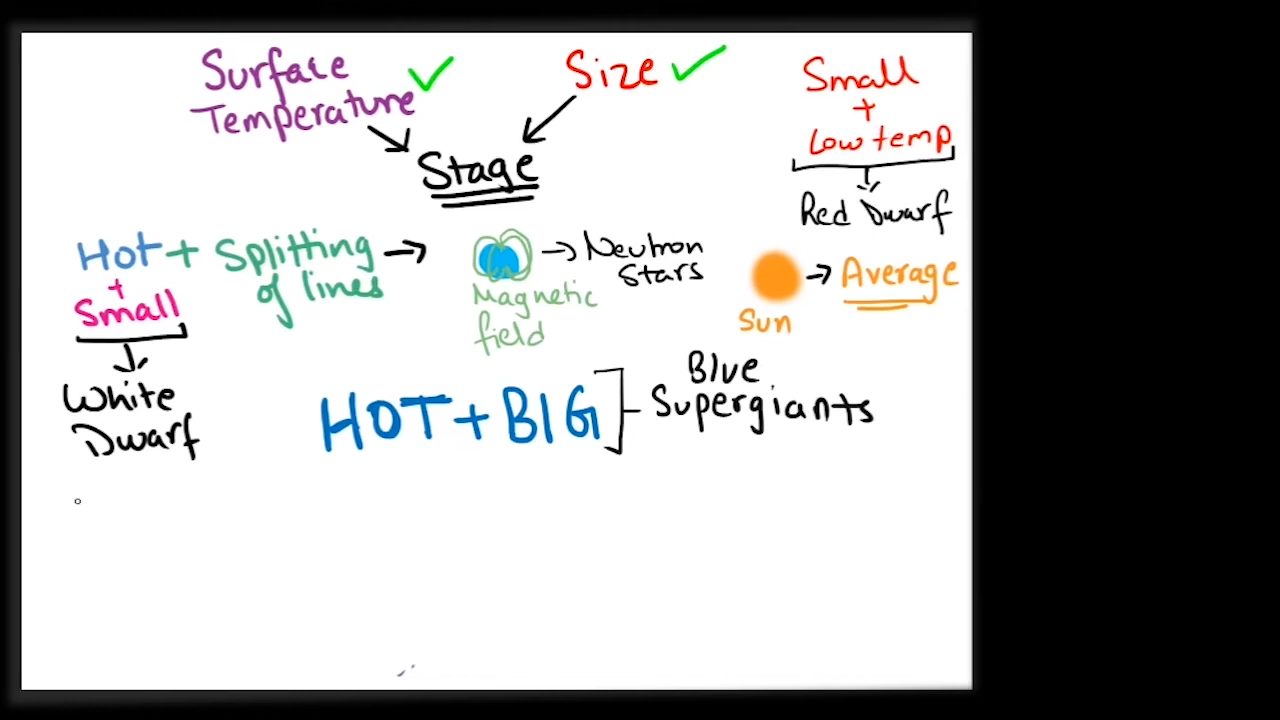 Surface
Temperature
Size
Stage
Small
+
Low temp
Red Dwarf
Hot + Splitting
of lines
+
Small
White
Dwarf
Magnetic
field
Neutron
Stars
Sun
Average
HOT + BIG
Blue
Supergiants